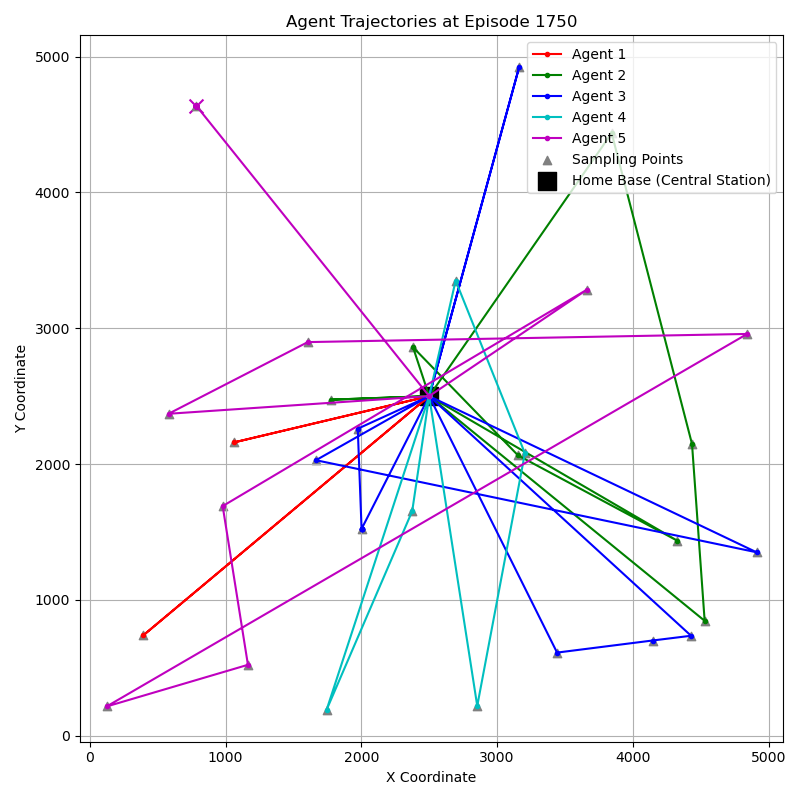 Agent Trajectories at Episode 1750
Agent 1
Agent 2
Agent 3
Agent 4
Agent 5
Sampling Points
Home Base (Central Station)
5000
4000
3000
2000
1000
0
Y Coordinate
0 1000 2000 3000 4000 5000
X Coordinate